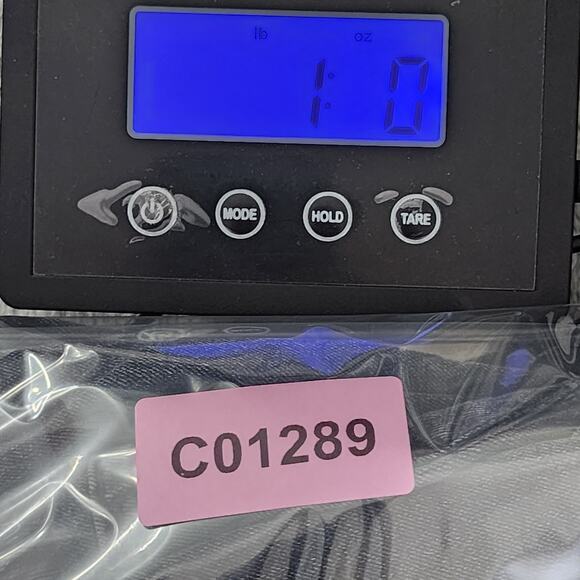 lb oz
1: 0
MODE HOLD TARE
C01289